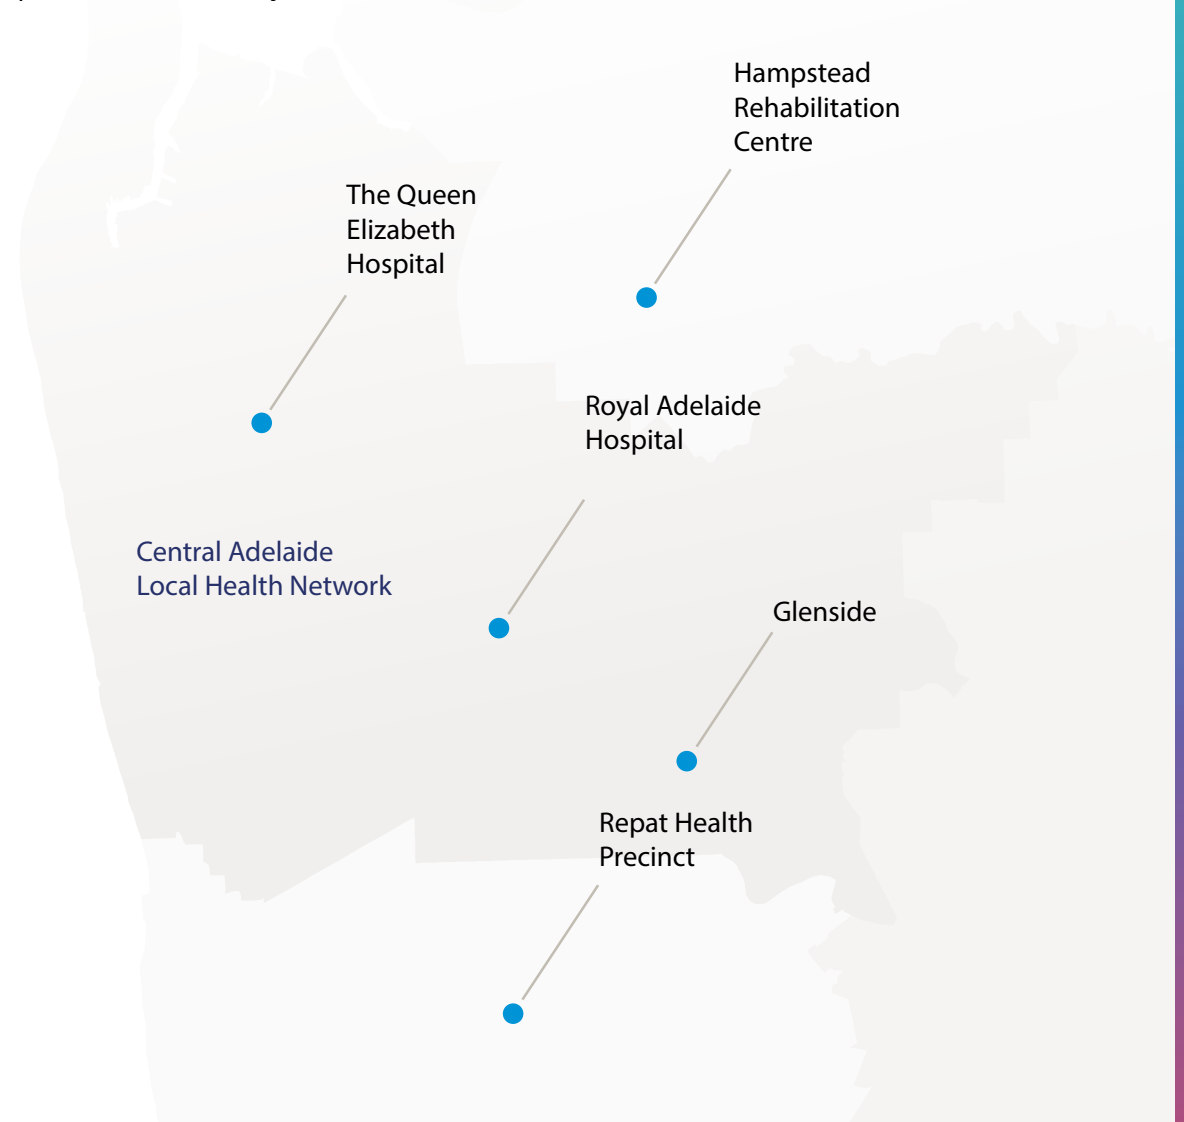 Hampstead
Rehabilitation
Centre
The Queen
Elizabeth
Hospital
Royal Adelaide
Hospital
Central Adelaide
Local Health Network
Glenside
Repat Health
Precinct